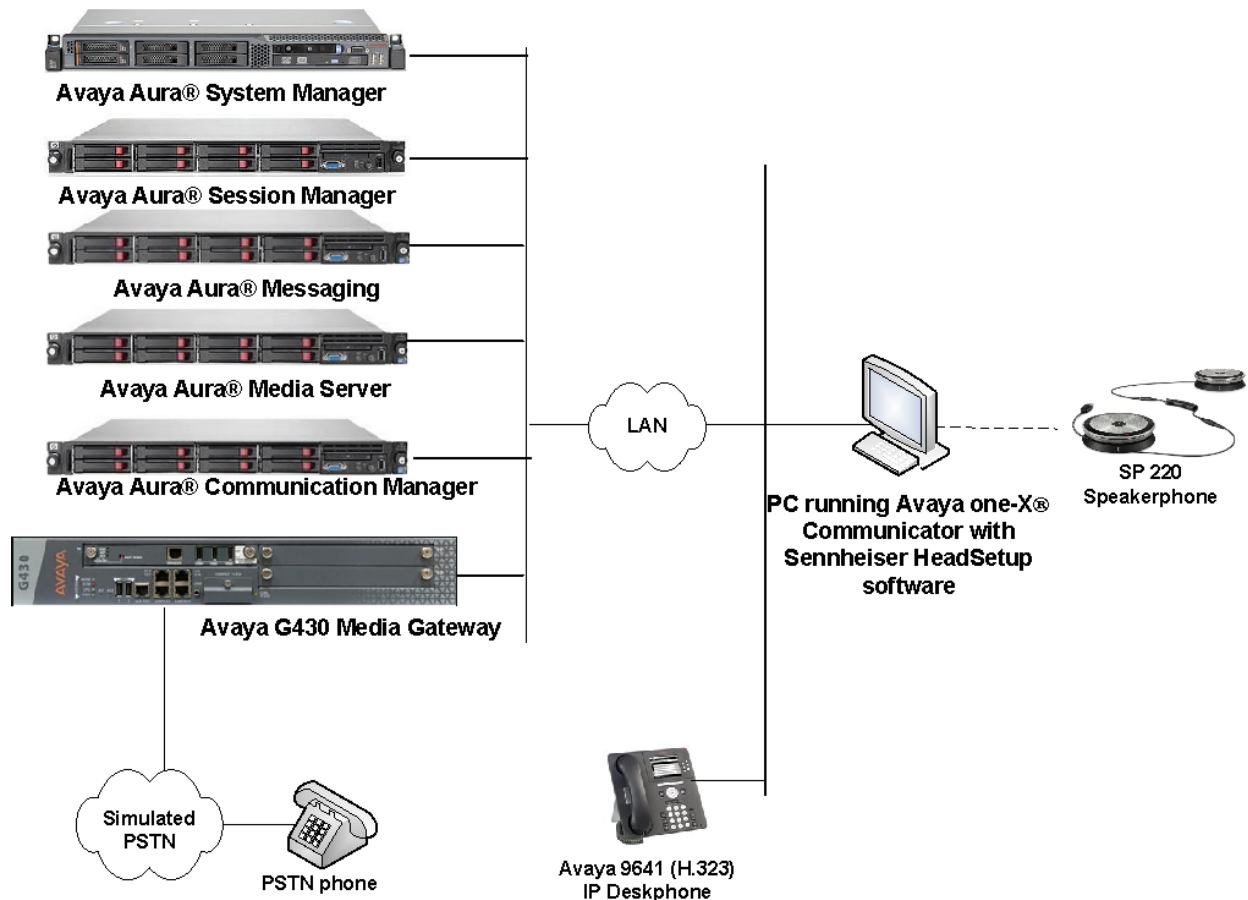 Avaya Aura® System Manager
Avaya Aura® Session Manager
Avaya Aura® Messaging
Avaya Aura® Media Server
Avaya Aura® Communication Manager
G430
AVAYA
Avaya G430 Media Gateway
LAN
PC running Avaya one-X®
Communicator with
Sennheiser HeadSetup
software
SP 220
Speakerphone
Simulated
PSTN
PSTN phone
Avaya 9641 (H.323)
IP Deskphone